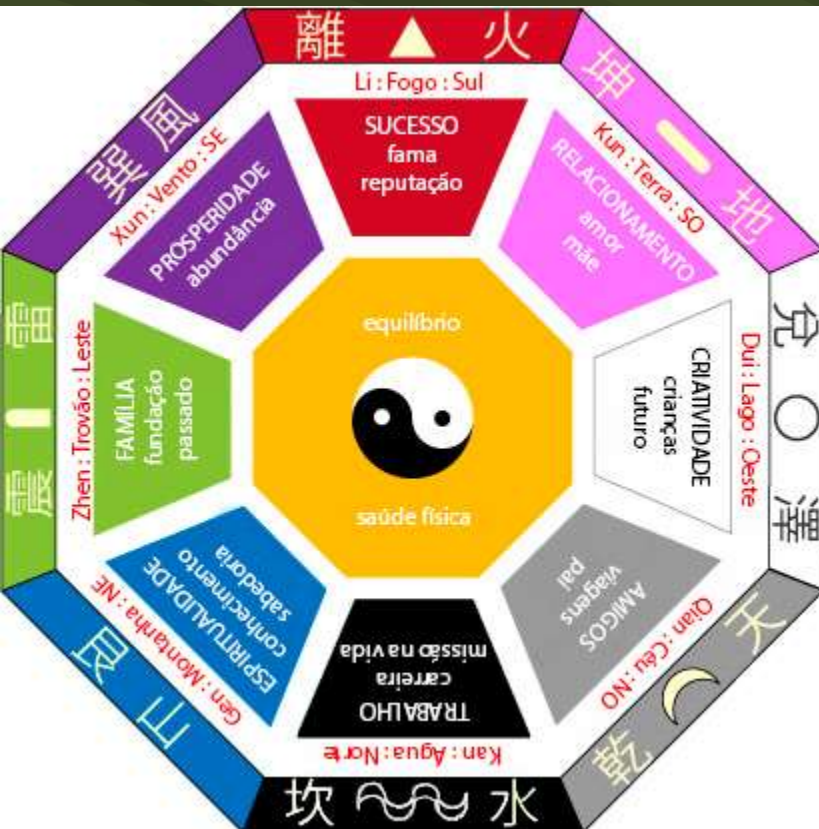 離 火
Li : Fogo : Sul
SUCESSO
fama
reputação
坤 地
Kun : Terra : SO
RELACIONAMENTO
amor
mãe
兌 澤
Dui : Lago : Oeste
CRIATIVIDADE
crianças
futuro
天 乾
Qian : Céu : NO
AMIGOS
viagens
pai
坎 水
Kan : Água : Norte
TRABALHO
carreira
missão na vida
艮 山
Gen : Montanha : NE
ESPIRITUALIDADE
conhecimento
sabedoria
震 雷
Zhen : Trovão : Leste
FAMÍLIA
fundação
passado
巽 風
Xun : Vento : SE
PROSPERIDADE
abundância
equilíbrio
saúde física